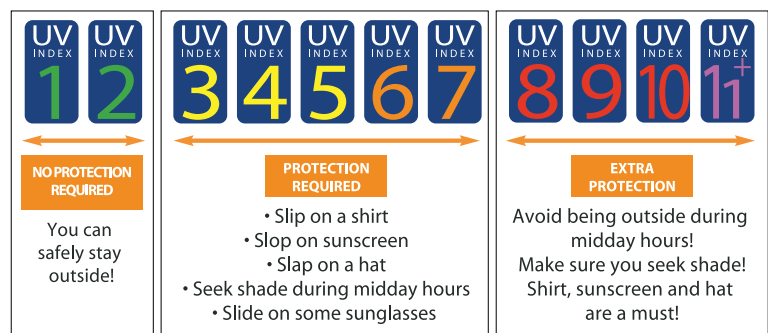 UV INDEX 1
UV INDEX 2
NO PROTECTION
REQUIRED
You can
safely stay
outside!
UV INDEX 3
UV INDEX 4
UV INDEX 5
UV INDEX 6
UV INDEX 7
PROTECTION
REQUIRED
• Slip on a shirt
• Slop on sunscreen
• Slap on a hat
• Seek shade during midday hours
• Slide on some sunglasses
UV INDEX 8
UV INDEX 9
UV INDEX 10
UV INDEX 11+
EXTRA
PROTECTION
Avoid being outside during
midday hours!
Make sure you seek shade!
Shirt, sunscreen and hat
are a must!